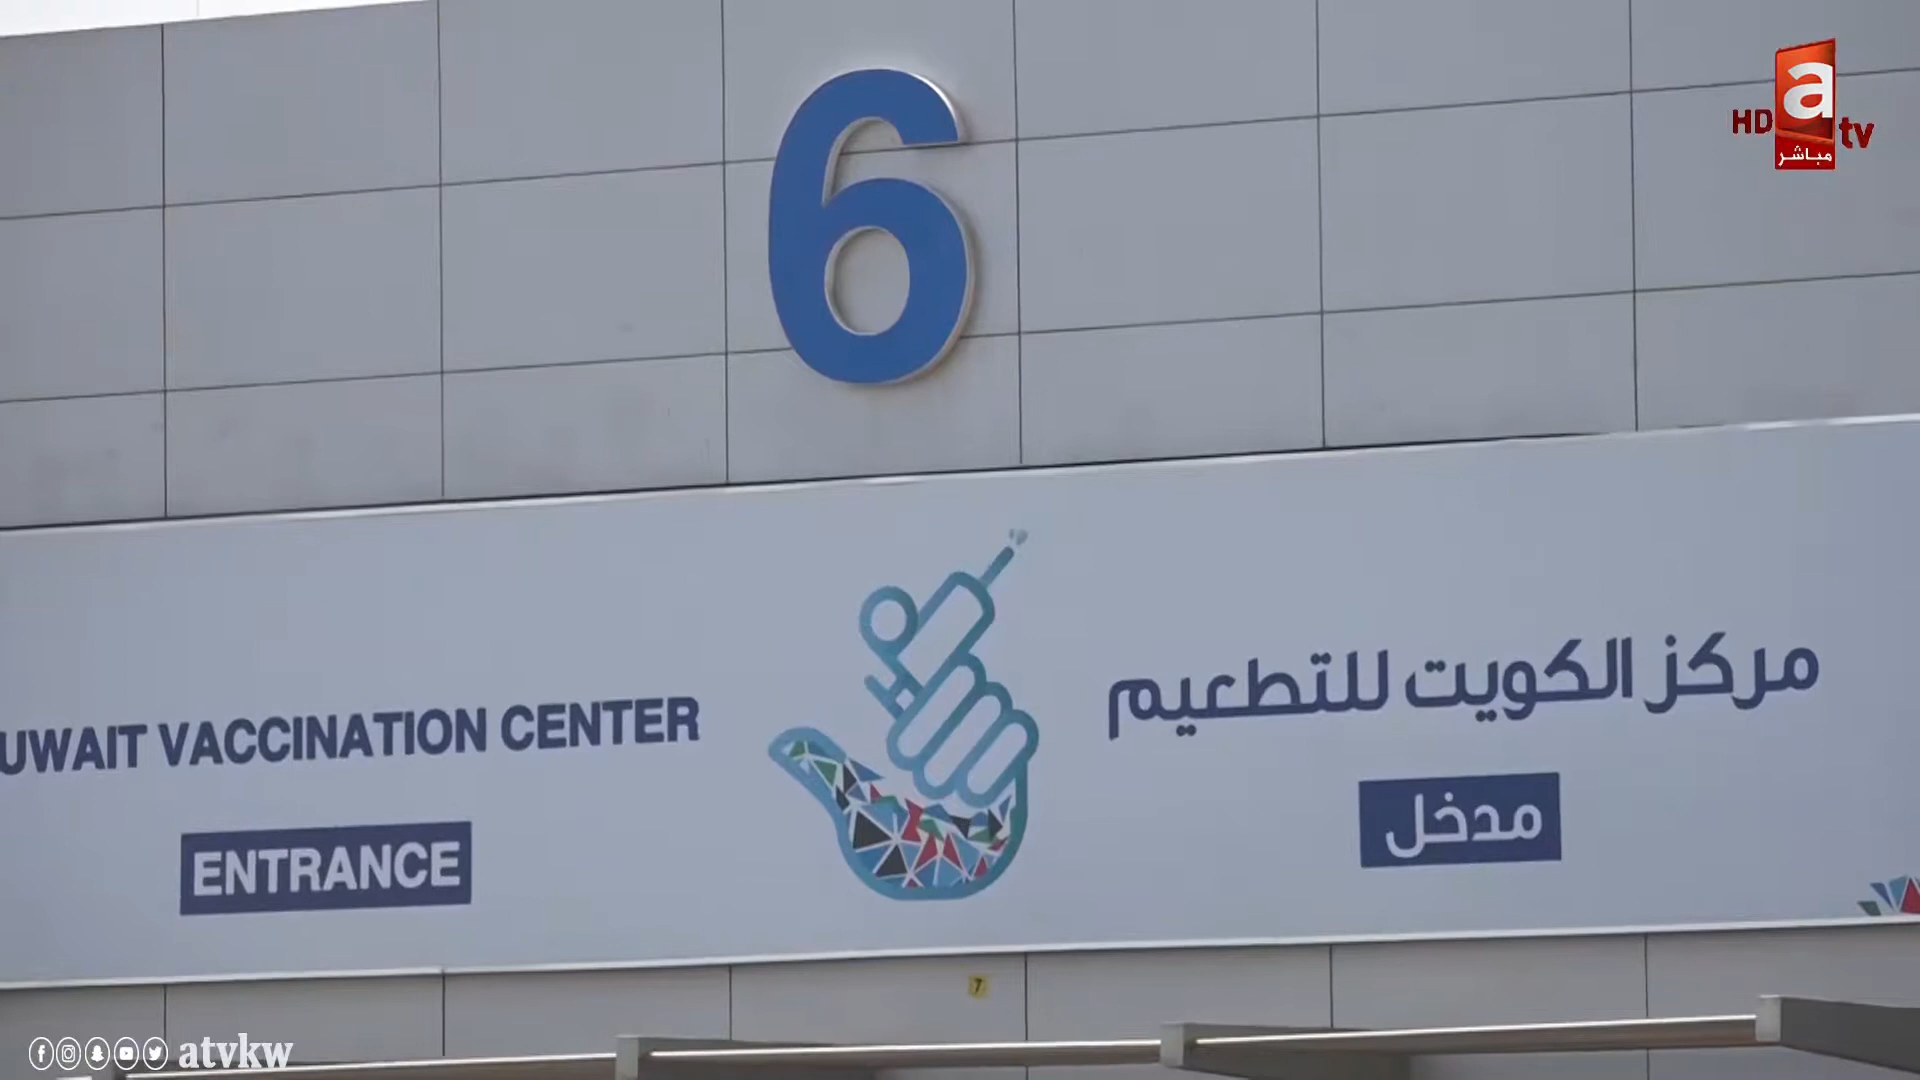 6
HD a tv
مباشر
مركز الكويت للتطعيم
UWAIT VACCINATION CENTER
مدخل
ENTRANCE
7
atvkw